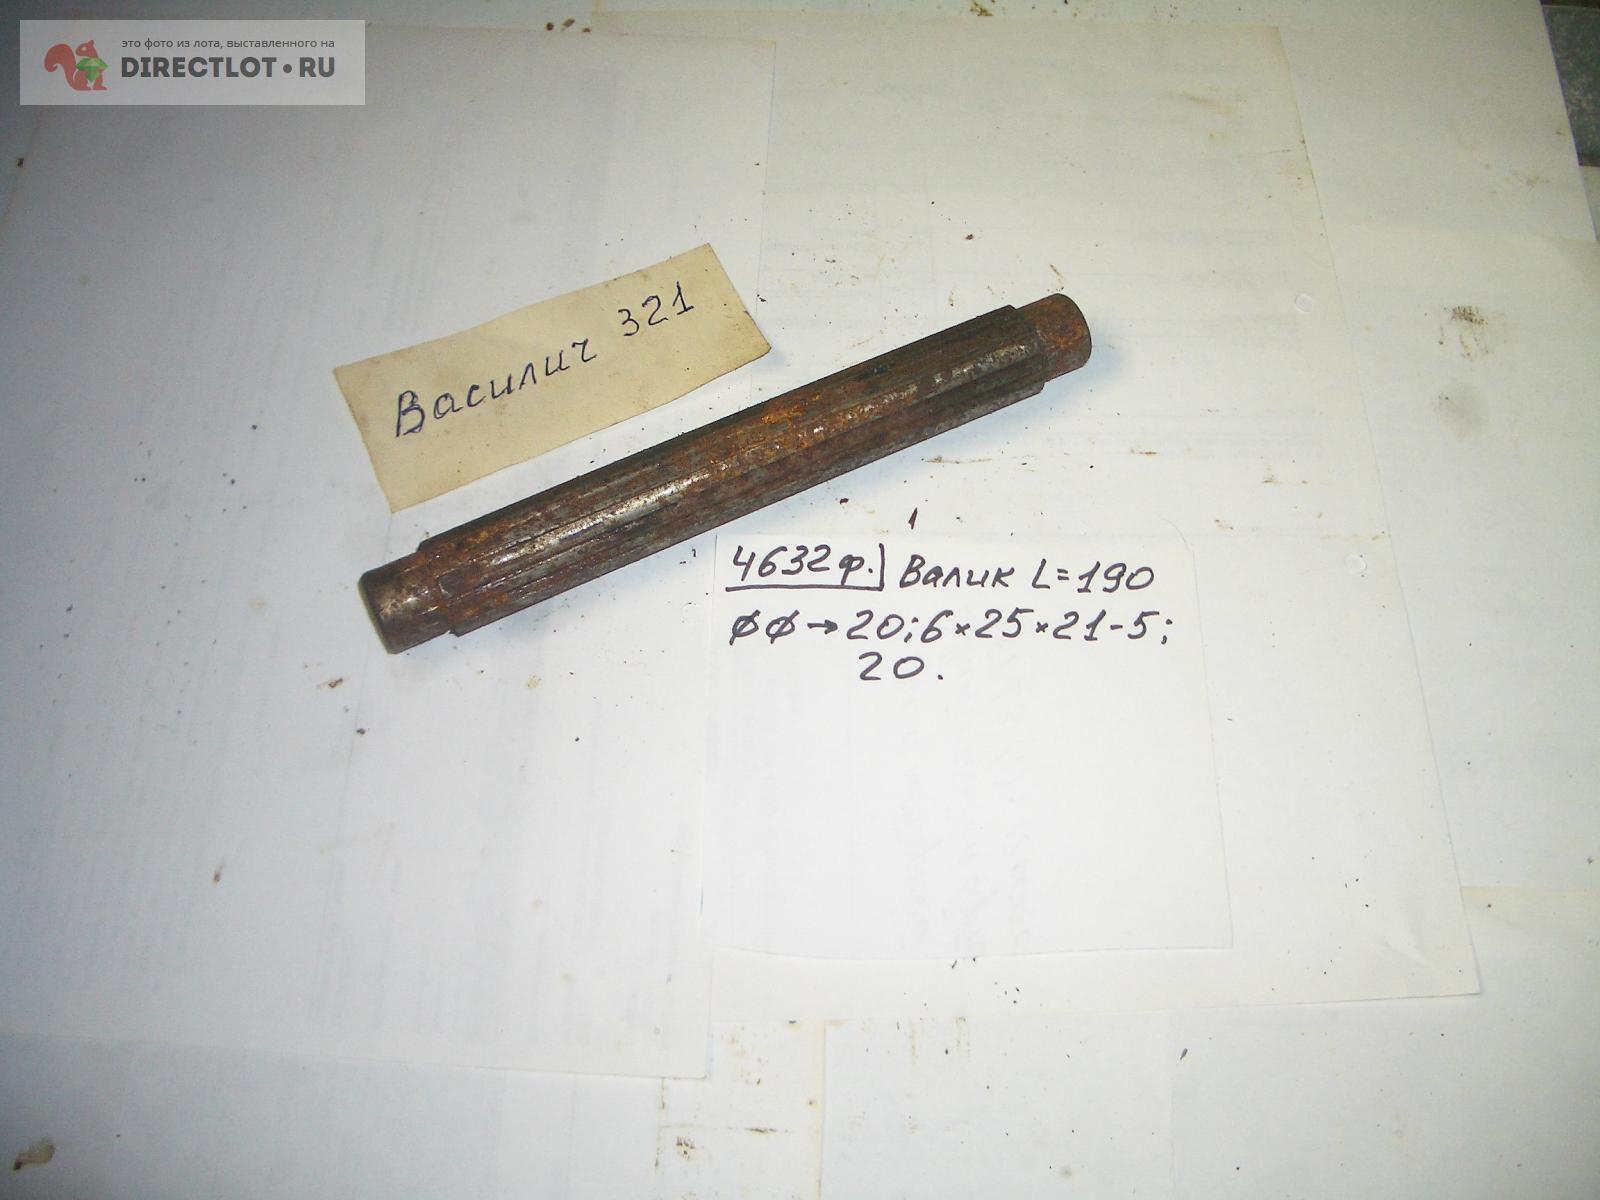 это фото из лота, выставленного на
DIRECTLOT•RU
Василич 321
4632ф. Валик L=190
⌀⌀→20;6×25×21-5;
20.